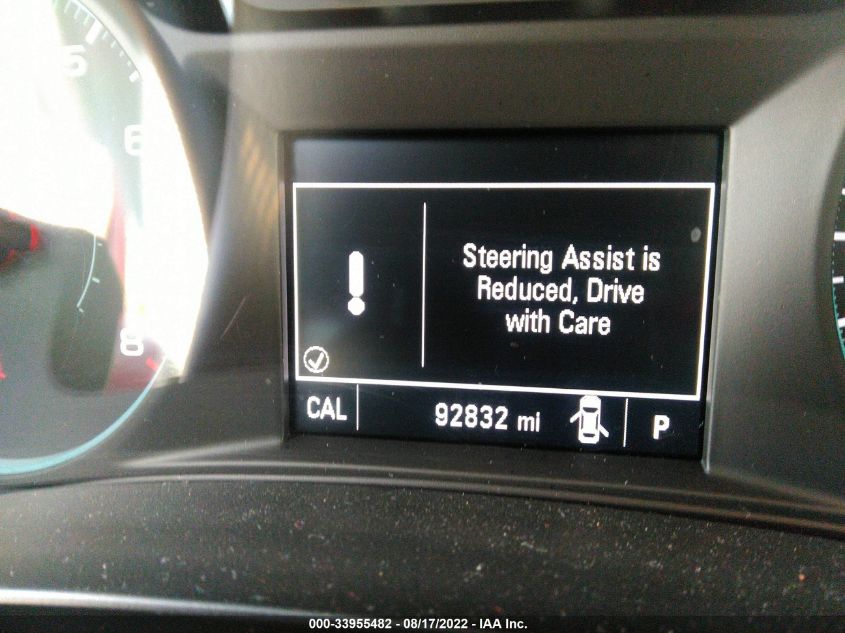 5
6
8
Steering Assist is
Reduced, Drive
with Care
CAL 92832 mi P
000-33955482 - 08/17/2022 - IAA Inc.